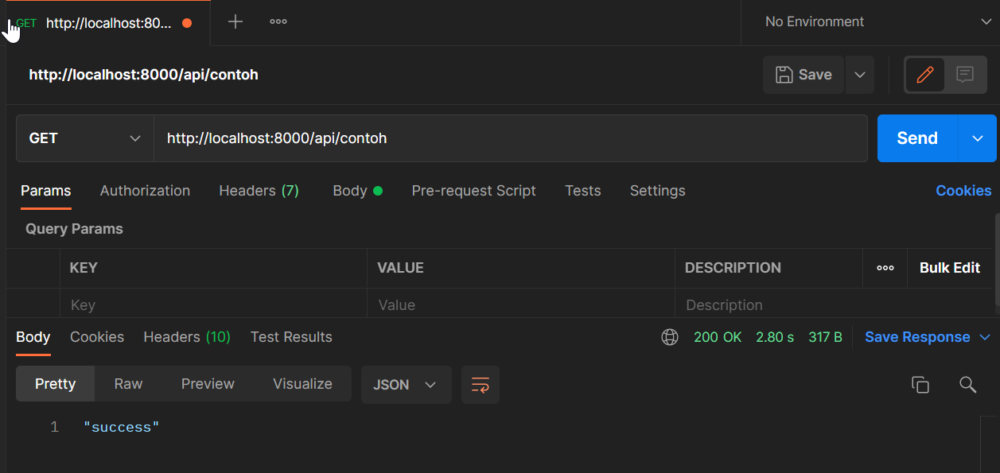 GET http://localhost:80... No Environment
http://localhost:8000/api/contoh Save
GET http://localhost:8000/api/contoh Send
Params Authorization Headers (7) Body Pre-request Script Tests Settings Cookies
Query Params
KEY VALUE DESCRIPTION Bulk Edit
Key Value Description
Body Cookies Headers (10) Test Results 200 OK 2.80 s 317 B Save Response
Pretty Raw Preview Visualize JSON
1 "success"